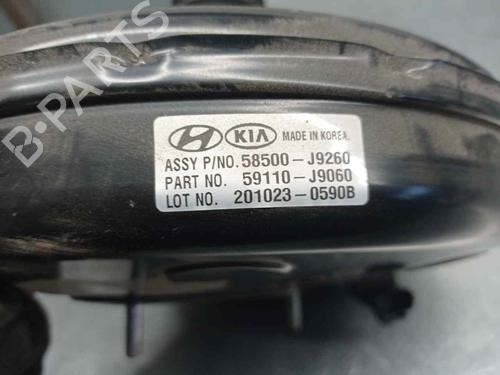 B-PARTS
KIA MADE IN KOREA.
ASSY P/NO. 58500-J9260
PART NO. 59110-J9060
LOT NO. 201023-0590B